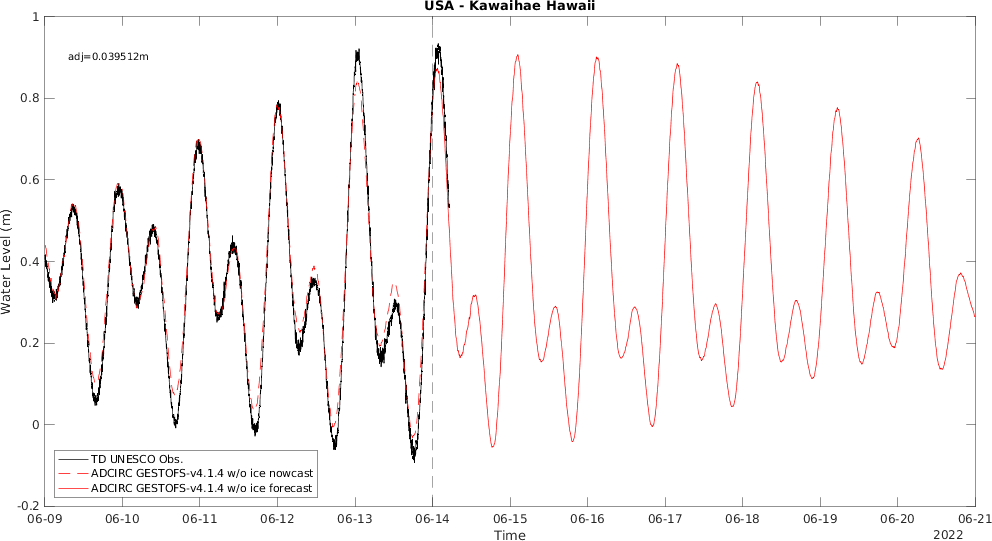 USA - Kawaihae Hawaii
adj=0.039512m
Water Level (m)
1
0.8
0.6
0.4
0.2
0
-0.2
TD UNESCO Obs.
ADCIRC GESTOFS-v4.1.4 w/o ice nowcast
ADCIRC GESTOFS-v4.1.4 w/o ice forecast
06-09 06-10 06-11 06-12 06-13 06-14 06-15 06-16 06-17 06-18 06-19 06-20 06-21
Time
2022